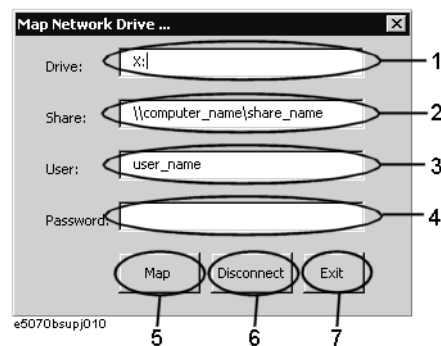 Map Network Drive ...
Drive: X: 1
Share: \\computer_name\share_name 2
User: user_name 3
Password: 4
Map Disconnect Exit
e5070bsupj010
5 6 7